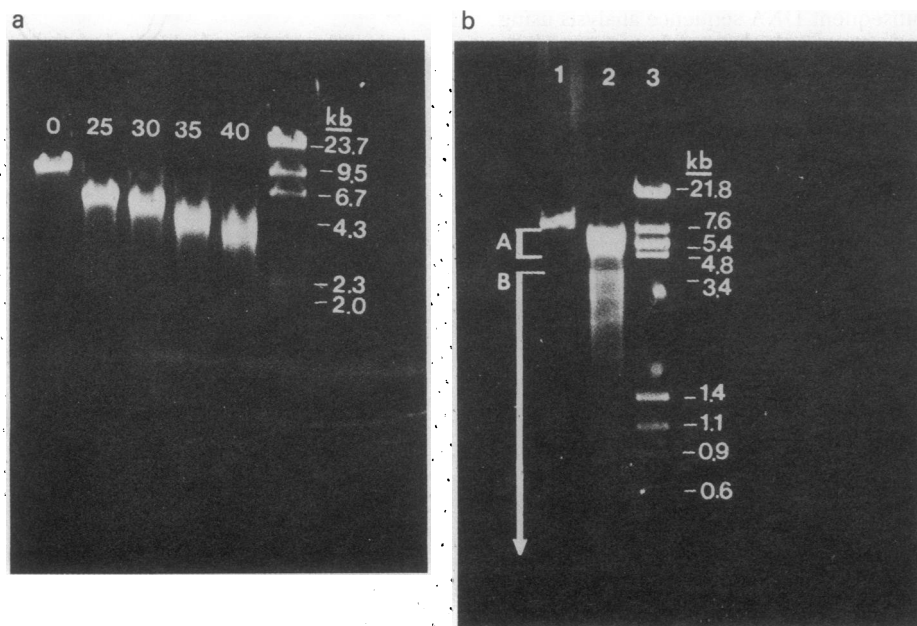 a
0 25 30 35 40
kb
–23.7
–9.5
–6.7
–4.3
–2.3
–2.0
b
1 2 3
kb
–21.8
–7.6
–5.4
–4.8
–3.4
–1.4
–1.1
–0.9
–0.6
A
B